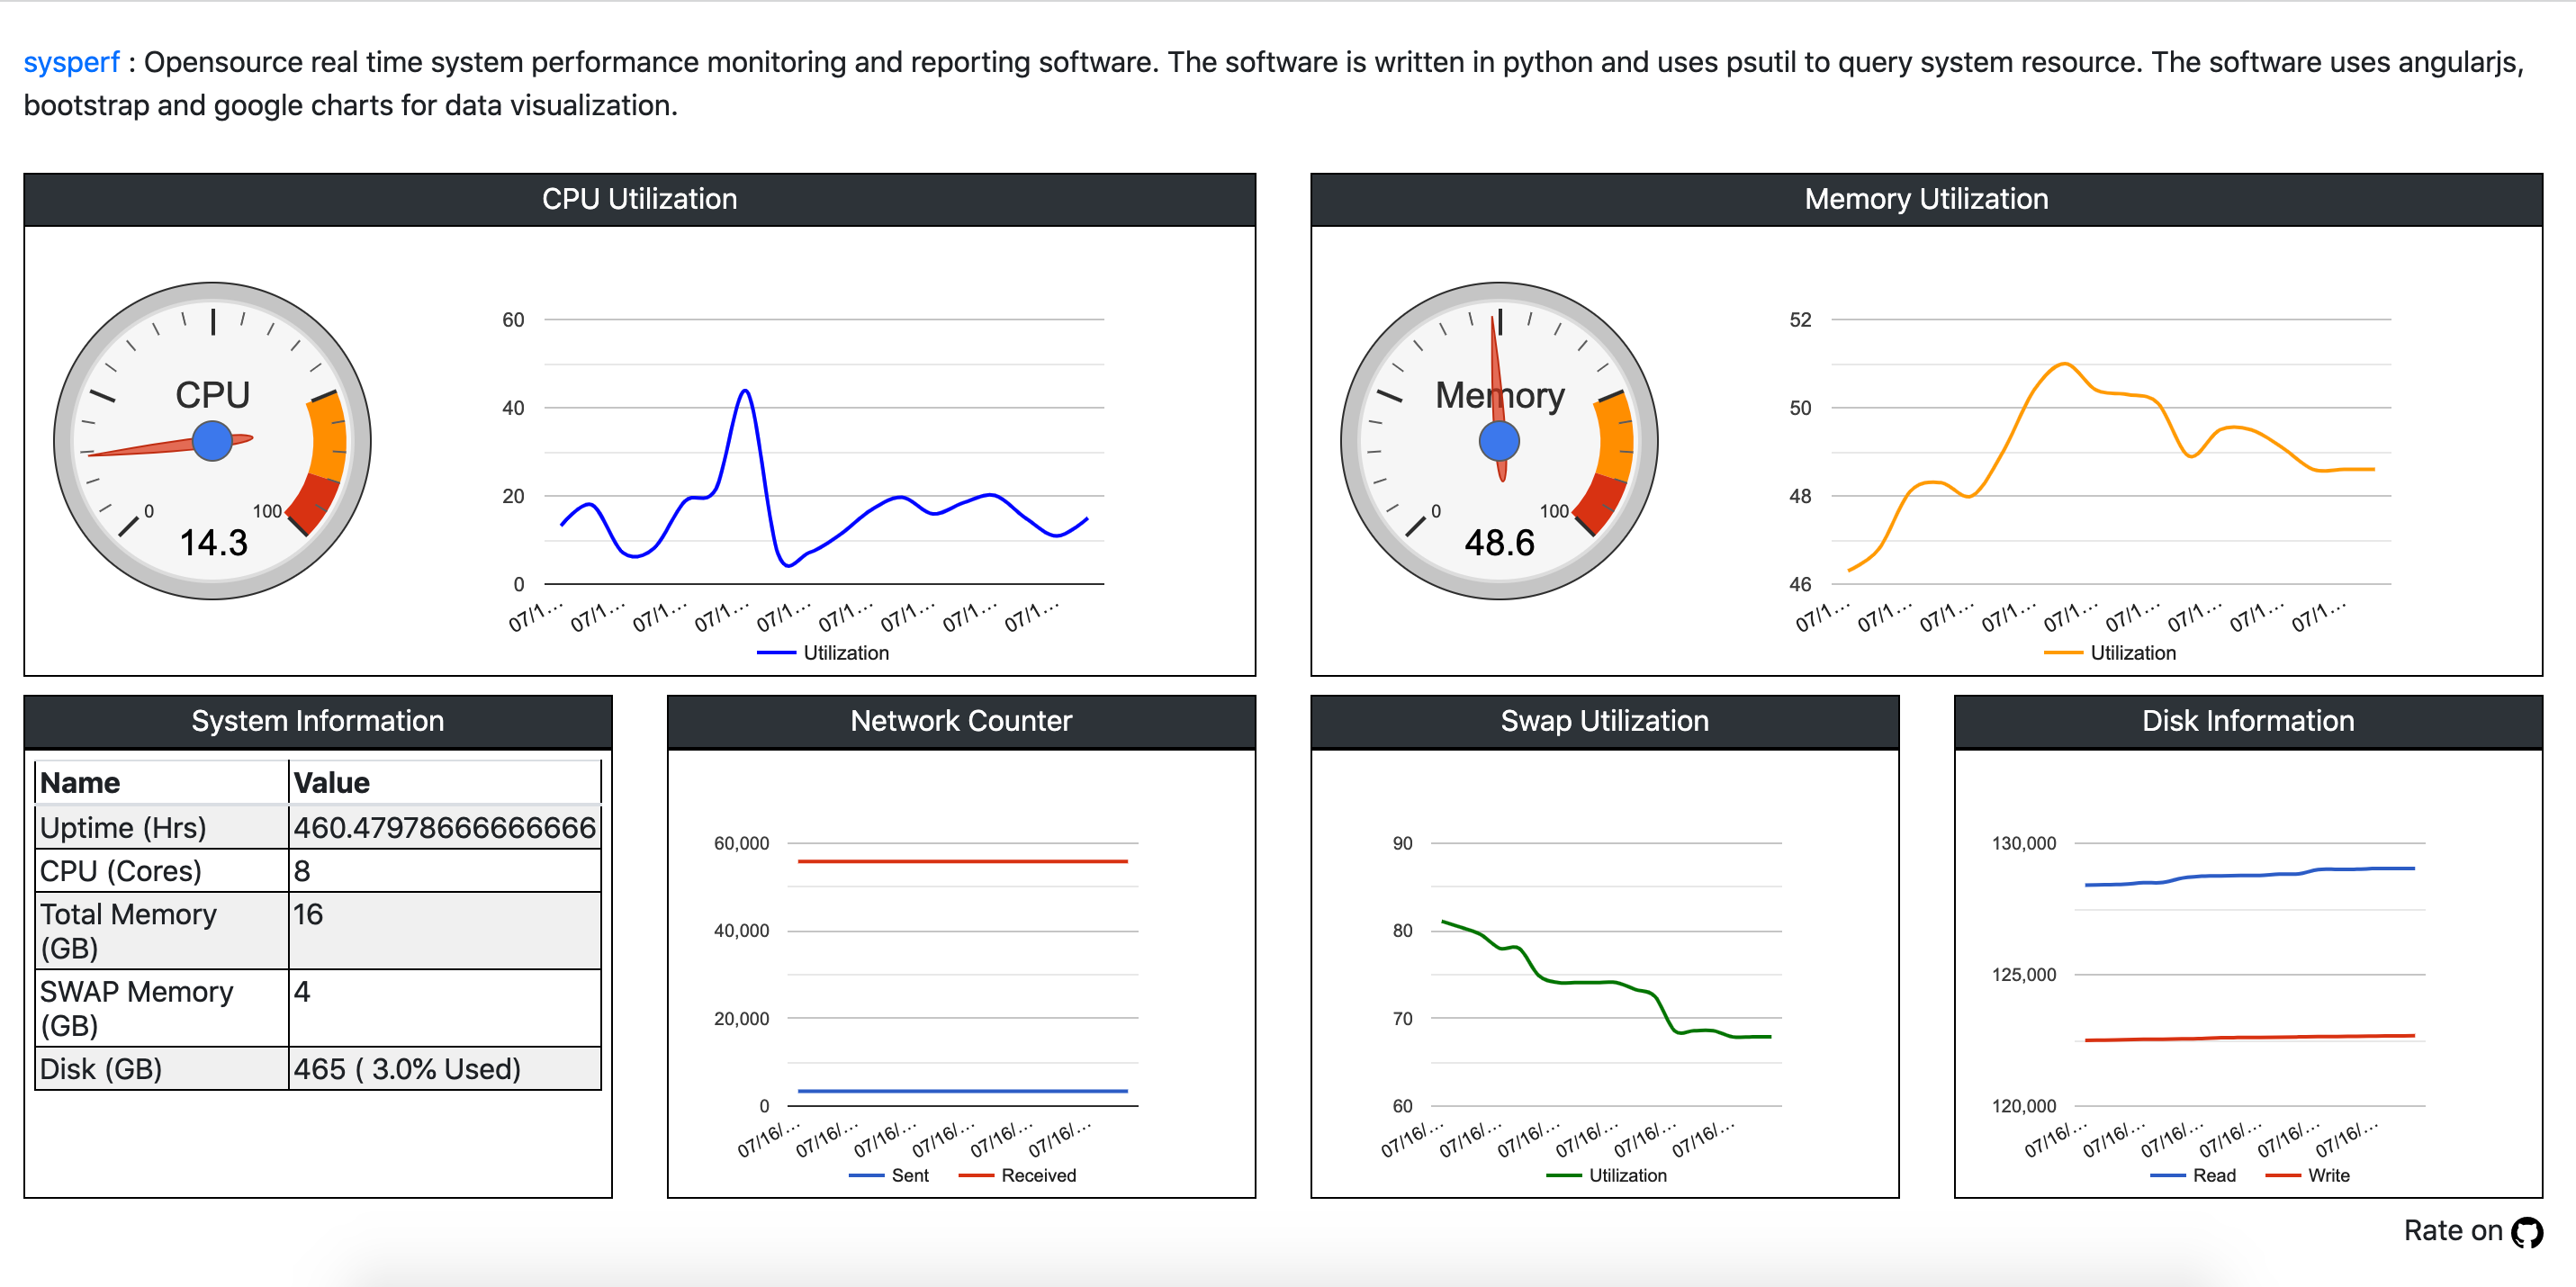 sysperf : Opensource real time system performance monitoring and reporting software. The software is written in python and uses psutil to query system resource. The software uses angularjs,
bootstrap and google charts for data visualization.
CPU Utilization
CPU
0
100
14.3
60
40
20
0
07/1... 07/1... 07/1... 07/1... 07/1... 07/1... 07/1... 07/1... 07/1...
Utilization
Memory Utilization
Memory
0
100
48.6
52
50
48
46
07/1... 07/1... 07/1... 07/1... 07/1... 07/1... 07/1... 07/1... 07/1...
Utilization
System Information
Name Value
Uptime (Hrs) 460.47978666666666
CPU (Cores) 8
Total Memory 16
(GB)
SWAP Memory 4
(GB)
Disk (GB) 465 ( 3.0% Used)
Network Counter
60,000
40,000
20,000
0
07/16/... 07/16/... 07/16/... 07/16/... 07/16/... 07/16/...
Sent Received
Swap Utilization
90
80
70
60
07/16/... 07/16/... 07/16/... 07/16/... 07/16/... 07/16/...
Utilization
Disk Information
130,000
125,000
120,000
07/16/... 07/16/... 07/16/... 07/16/... 07/16/... 07/16/...
Read Write
Rate on